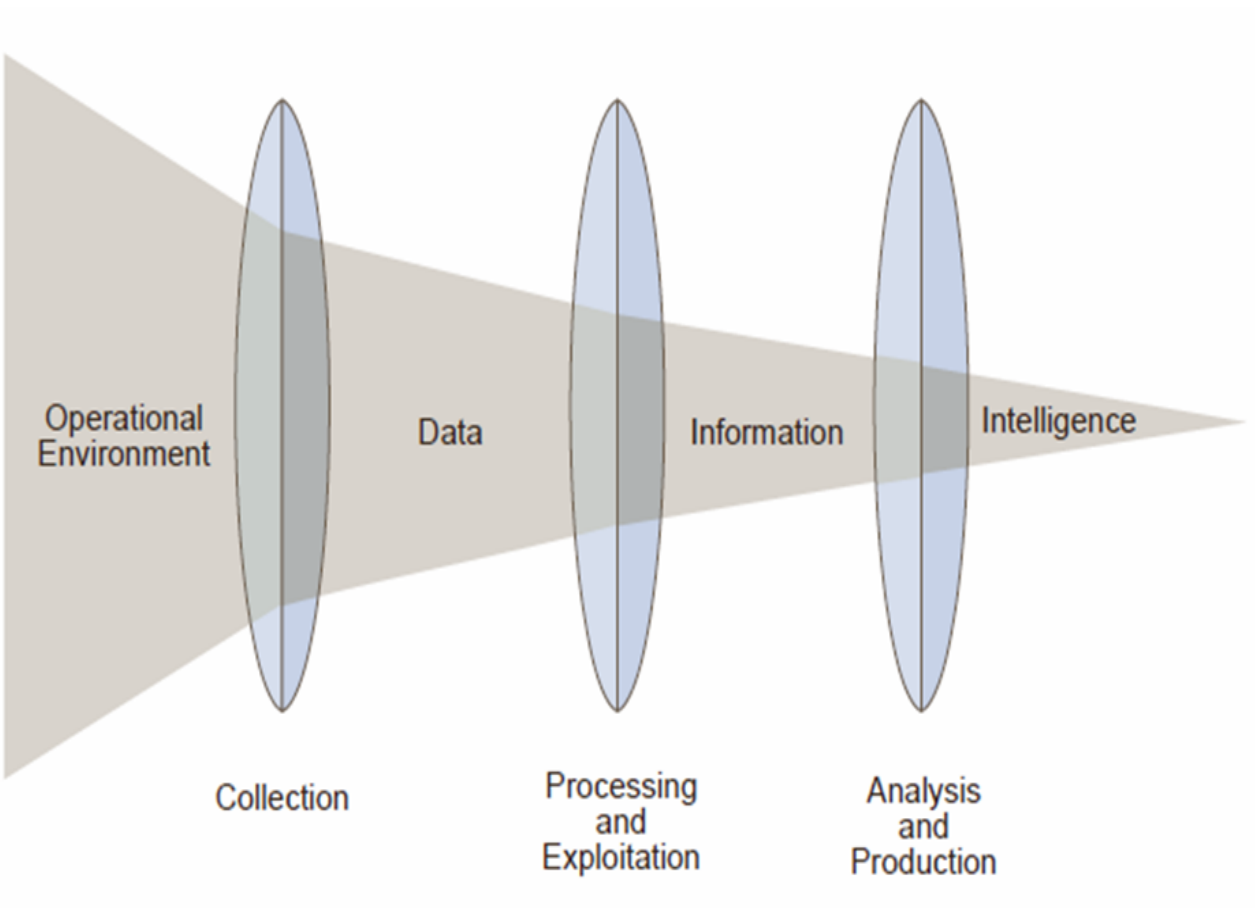 Operational
Environment
Data
Information
Intelligence
Collection
Processing
and
Exploitation
Analysis
and
Production